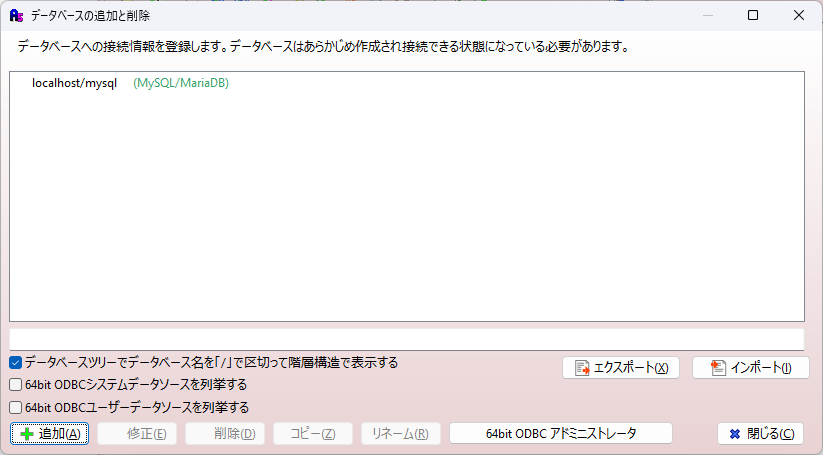 データベースの追加と削除
データベースへの接続情報を登録します。データベースはあらかじめ作成され接続できる状態になっている必要があります。
localhost/mysql (MySQL/MariaDB)
データベースツリーでデータベース名を「/」で区切って階層構造で表示する
エクスポート(X) インポート(I)
64bit ODBCシステムデータソースを列挙する
64bit ODBCユーザーデータソースを列挙する
追加(A) 修正(E) 削除(D) コピー(Z) リネーム(R) 64bit ODBC アドミニストレータ 閉じる(C)